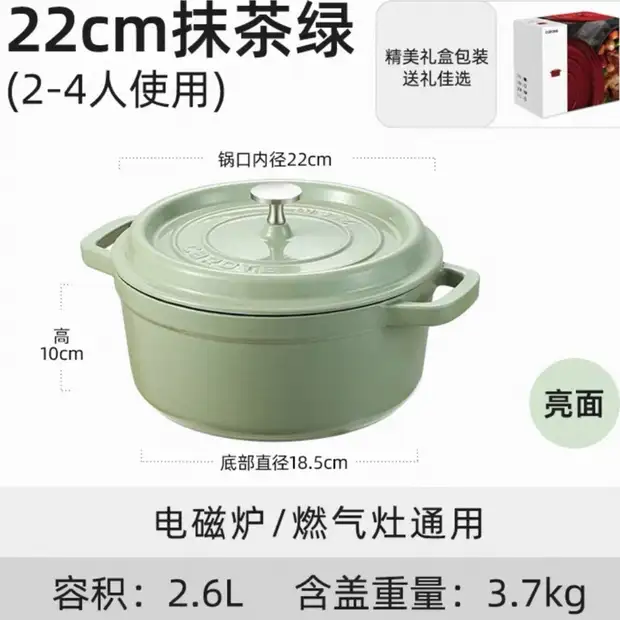 22cm抹茶绿
(2-4人使用)
精美礼盒包装
送礼佳选
锅口内径22cm
高
10cm
亮面
底部直径18.5cm
电磁炉/燃气灶通用
容积：2.6L 含盖重量：3.7kg